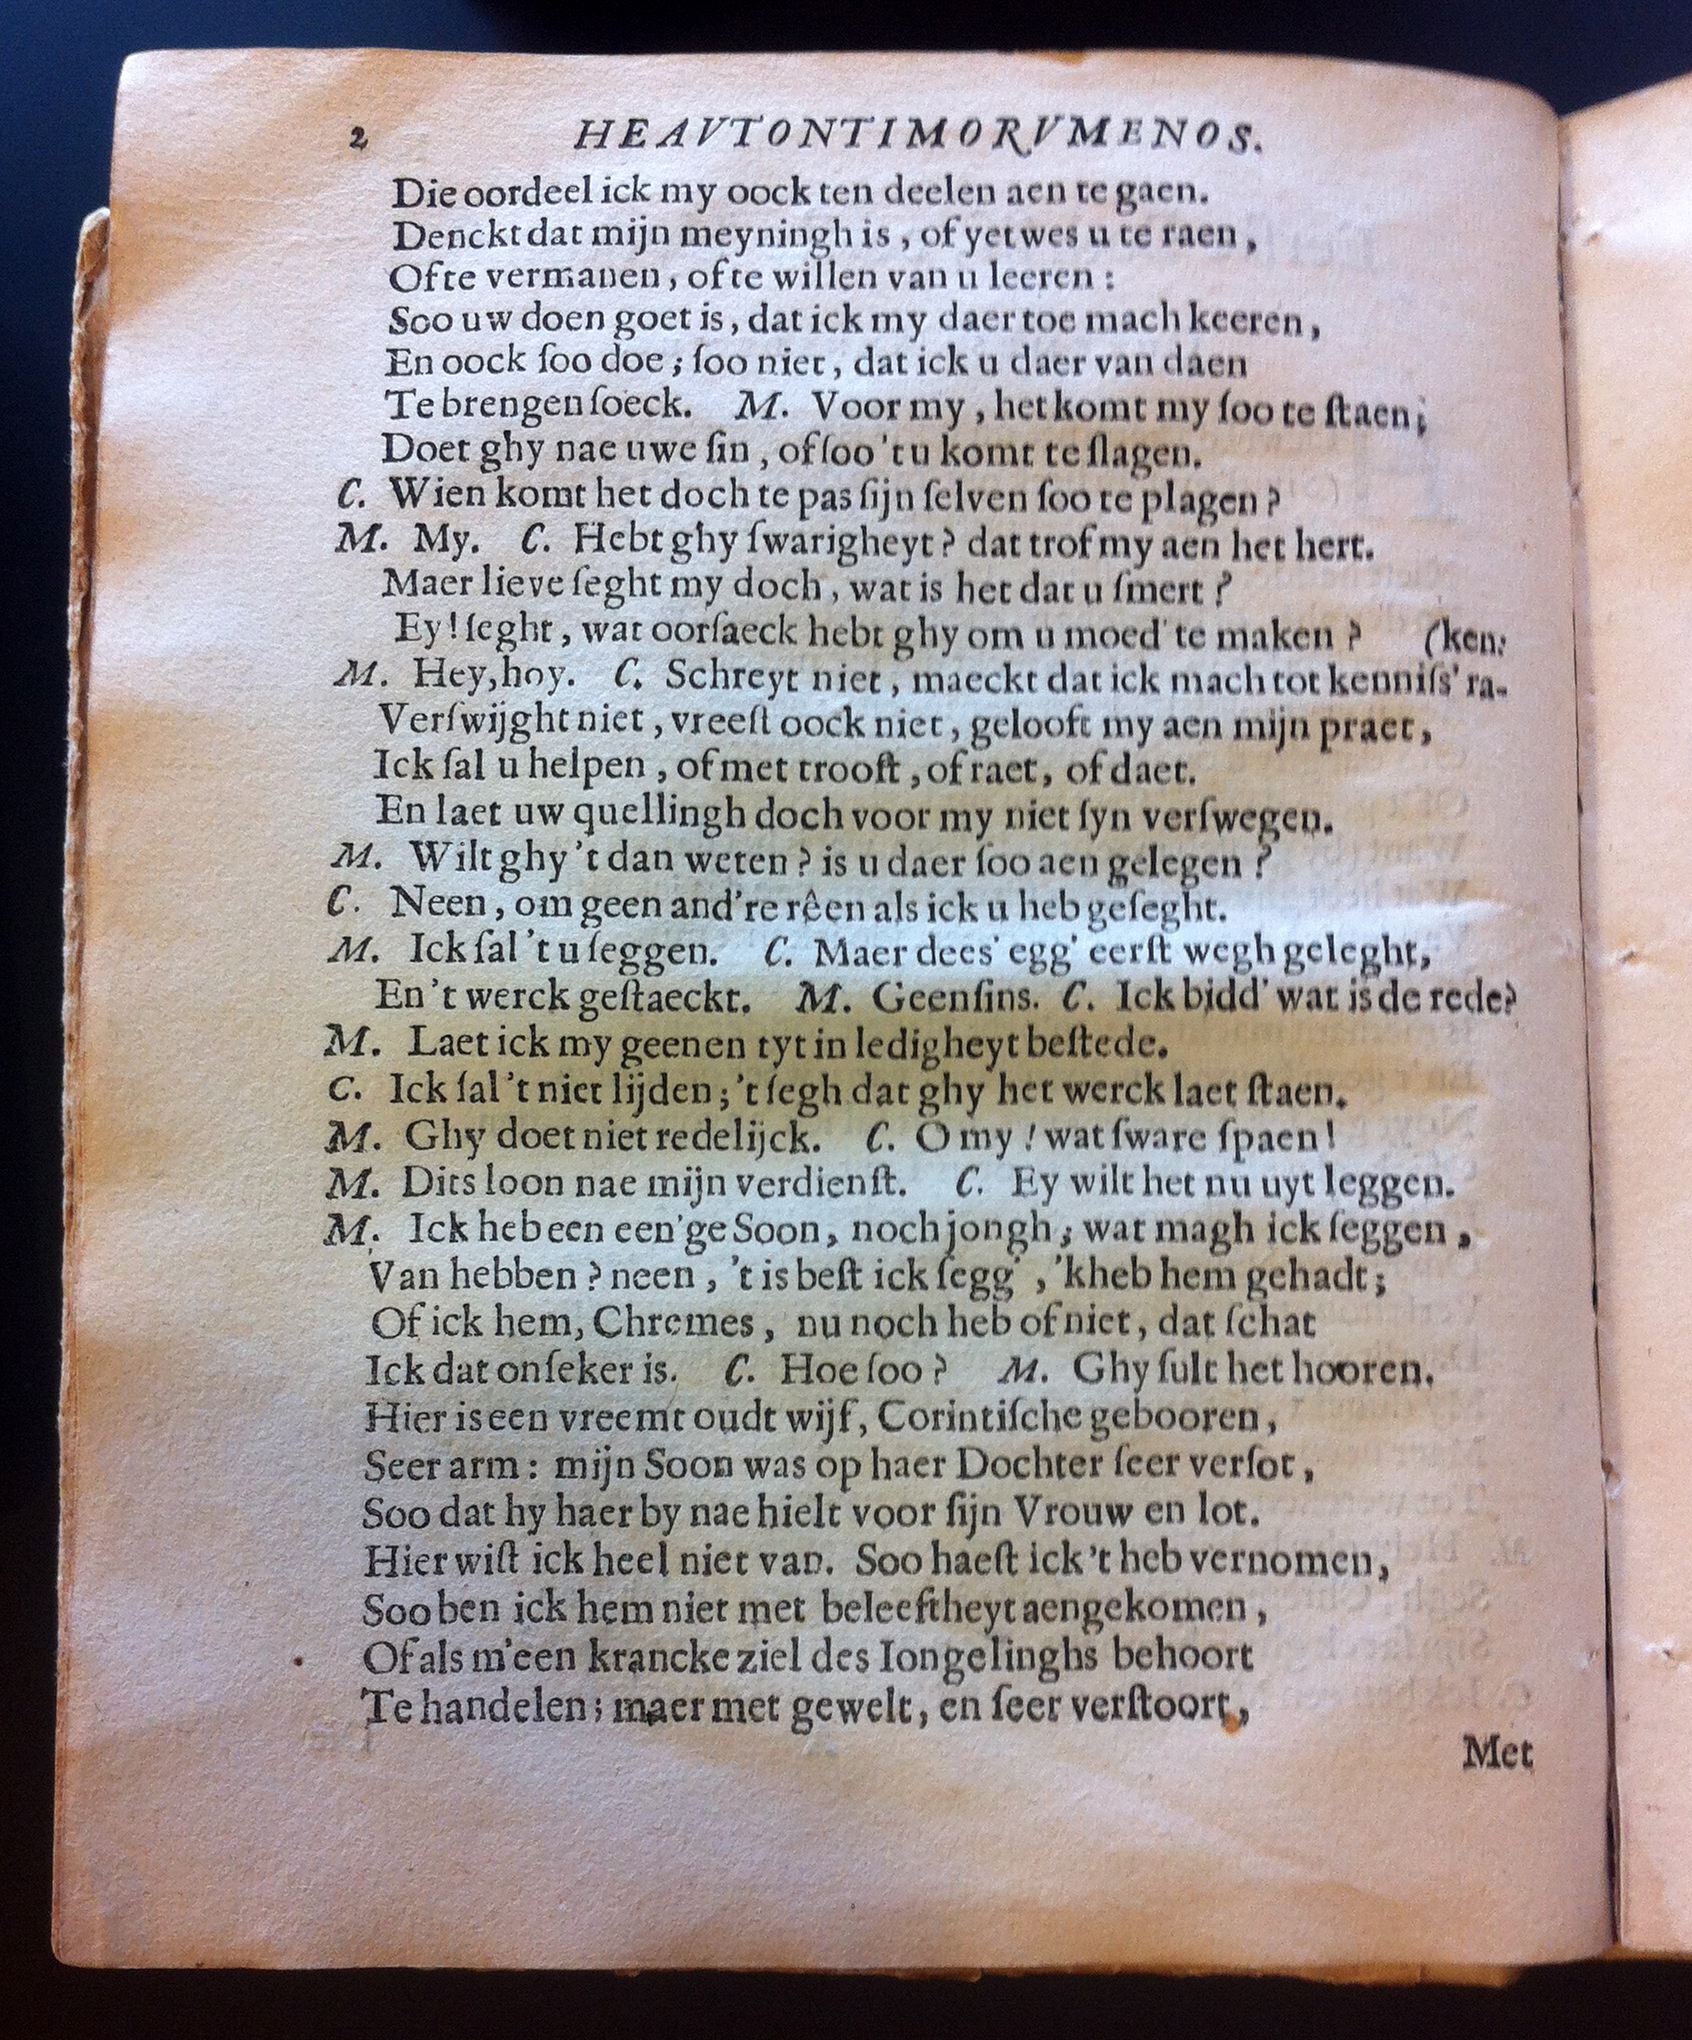 2 HEAVTONTIMORVMENOS.
Die oordeel ick my oock ten deelen aen te gaen.
Denckt dat mijn meyningh is, of yetwes u te raen,
Ofte vermanen, ofte willen van u leeren:
Soo uw doen goet is, dat ick my daer toe mach keeren,
En oock ſoo doe; ſoo niet, dat ick u daer van daen
Te brengen ſoeck. M. Voor my, het komt my ſoo te ſtaen;
Doet ghy nae uwe ſin, of ſoo 't u komt te ſlagen.
C. Wien komt het doch te pas ſijn ſelven ſoo te plagen?
M. My. C. Hebt ghy ſwarigheyt? dat trof my aen het hert.
Maer lieve ſeght my doch, wat is het dat u ſmert?
Ey! ſeght, wat oorſaeck hebt ghy om u moed' te maken? (ken:
M. Hey, hoy. C. Schreyt niet, maeckt dat ick mach tot kenniſs' ra-
Verſwijght niet, vreeſt oock niet, gelooft my aen mijn praet,
Ick ſal u helpen, of met trooſt, of raet, of daet.
En laet uw quellingh doch voor my niet ſyn verſwegen.
M. Wilt ghy 't dan weten? is u daer ſoo aen gelegen?
C. Neen, om geen and're rêen als ick u heb geſeght.
M. Ick ſal 't u ſeggen. C. Maer dees' egg' eerſt wegh geleght,
En 't werck geſtaeckt. M. Geenſins. C. Ick bidd' wat is de rede?
M. Laet ick my geenen tyt in ledigheyt beſtede.
C. Ick ſal 't niet lijden; 't ſegh dat ghy het werck laet ſtaen.
M. Ghy doet niet redelijck. C. O my! wat ſware ſpaen!
M. Dits loon nae mijn verdienſt. C. Ey wilt het nu uyt leggen.
M. Ick heb een een'ge Soon, noch jongh; wat magh ick ſeggen,
Van hebben? neen, 't is beſt ick ſegg', 'k heb hem gehadt;
Of ick hem, Chremes, nu noch heb of niet, dat ſchat
Ick dat onſeker is. C. Hoe ſoo? M. Ghy ſult het hooren.
Hier is een vreemt oudt wijf, Corintiſche gebooren,
Seer arm: mijn Soon was op haer Dochter ſeer verſot,
Soo dat hy haer by nae hielt voor ſijn Vrouw en lot.
Hier wiſt ick heel niet van. Soo haeſt ick 't heb vernomen,
Soo ben ick hem niet met beleeftheyt aengekomen,
Of als m'een krancke ziel des Iongelinghs behoort
Te handelen; maer met gewelt, en ſeer verſtoort,
Met